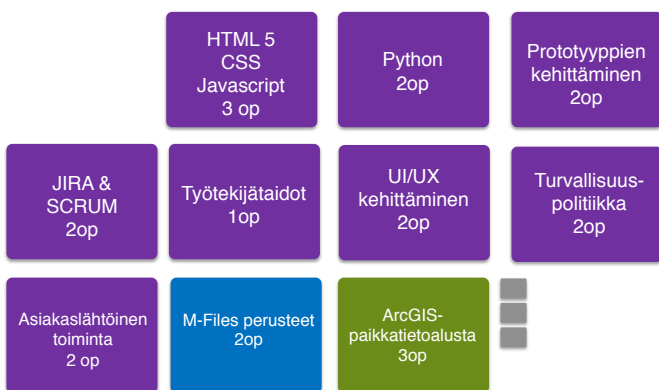 HTML 5
CSS
Javascript
3 op
Python
2op
Prototyyppien
kehittäminen
2op
JIRA &
SCRUM
2op
Työtekijätaidot
1op
UI/UX
kehittäminen
2op
Turvallisuus-
politiikka
2op
Asiakaslähtöinen
toiminta
2 op
M-Files perusteet
2op
ArcGIS-
paikkatietoalusta
3op